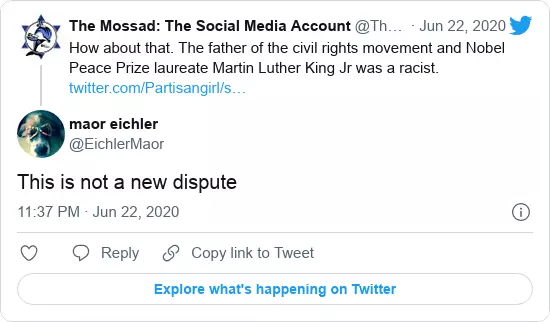 The Mossad: The Social Media Account @Th… · Jun 22, 2020
How about that. The father of the civil rights movement and Nobel
Peace Prize laureate Martin Luther King Jr was a racist.
twitter.com/Partisangirl/s…
maor eichler
@EichlerMaor
This is not a new dispute
11:37 PM · Jun 22, 2020
Reply
Copy link to Tweet
Explore what's happening on Twitter